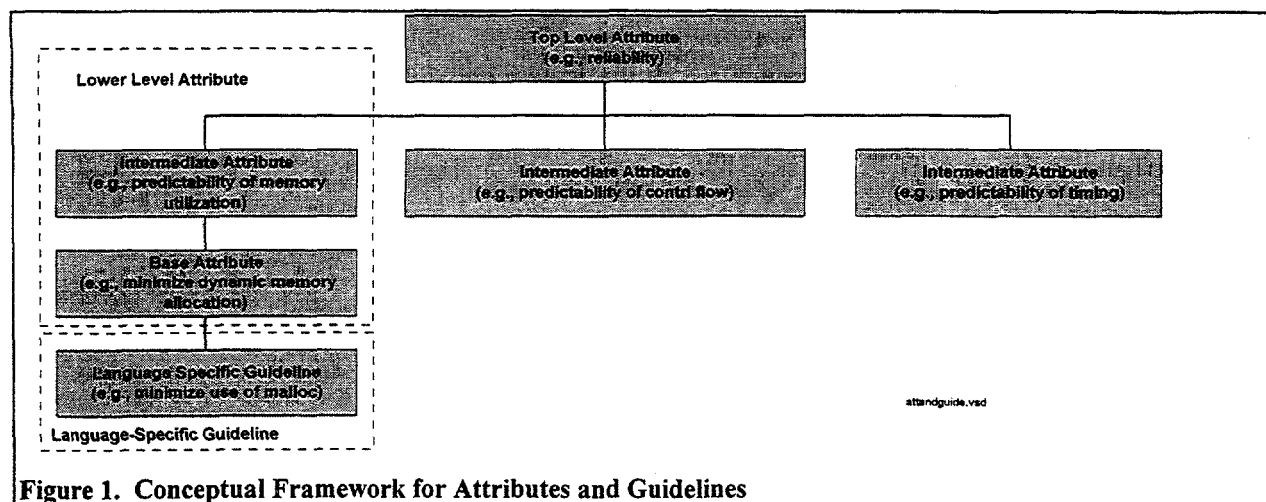 Top Level Attribute
(e.g., reliability)
Lower Level Attribute
Intermediate Attribute
(e.g., predictability of memory
utilization)
Intermediate Attribute
(e.g., predictability of contrl flow)
Intermediate Attribute
(e.g., predictability of timing)
Base Attribute
(e.g., minimize dynamic memory
allocation)
Language Specific Guideline
(e.g., minimize use of malloc)
Language-Specific Guideline
attandguide.vsd
Figure 1. Conceptual Framework for Attributes and Guidelines